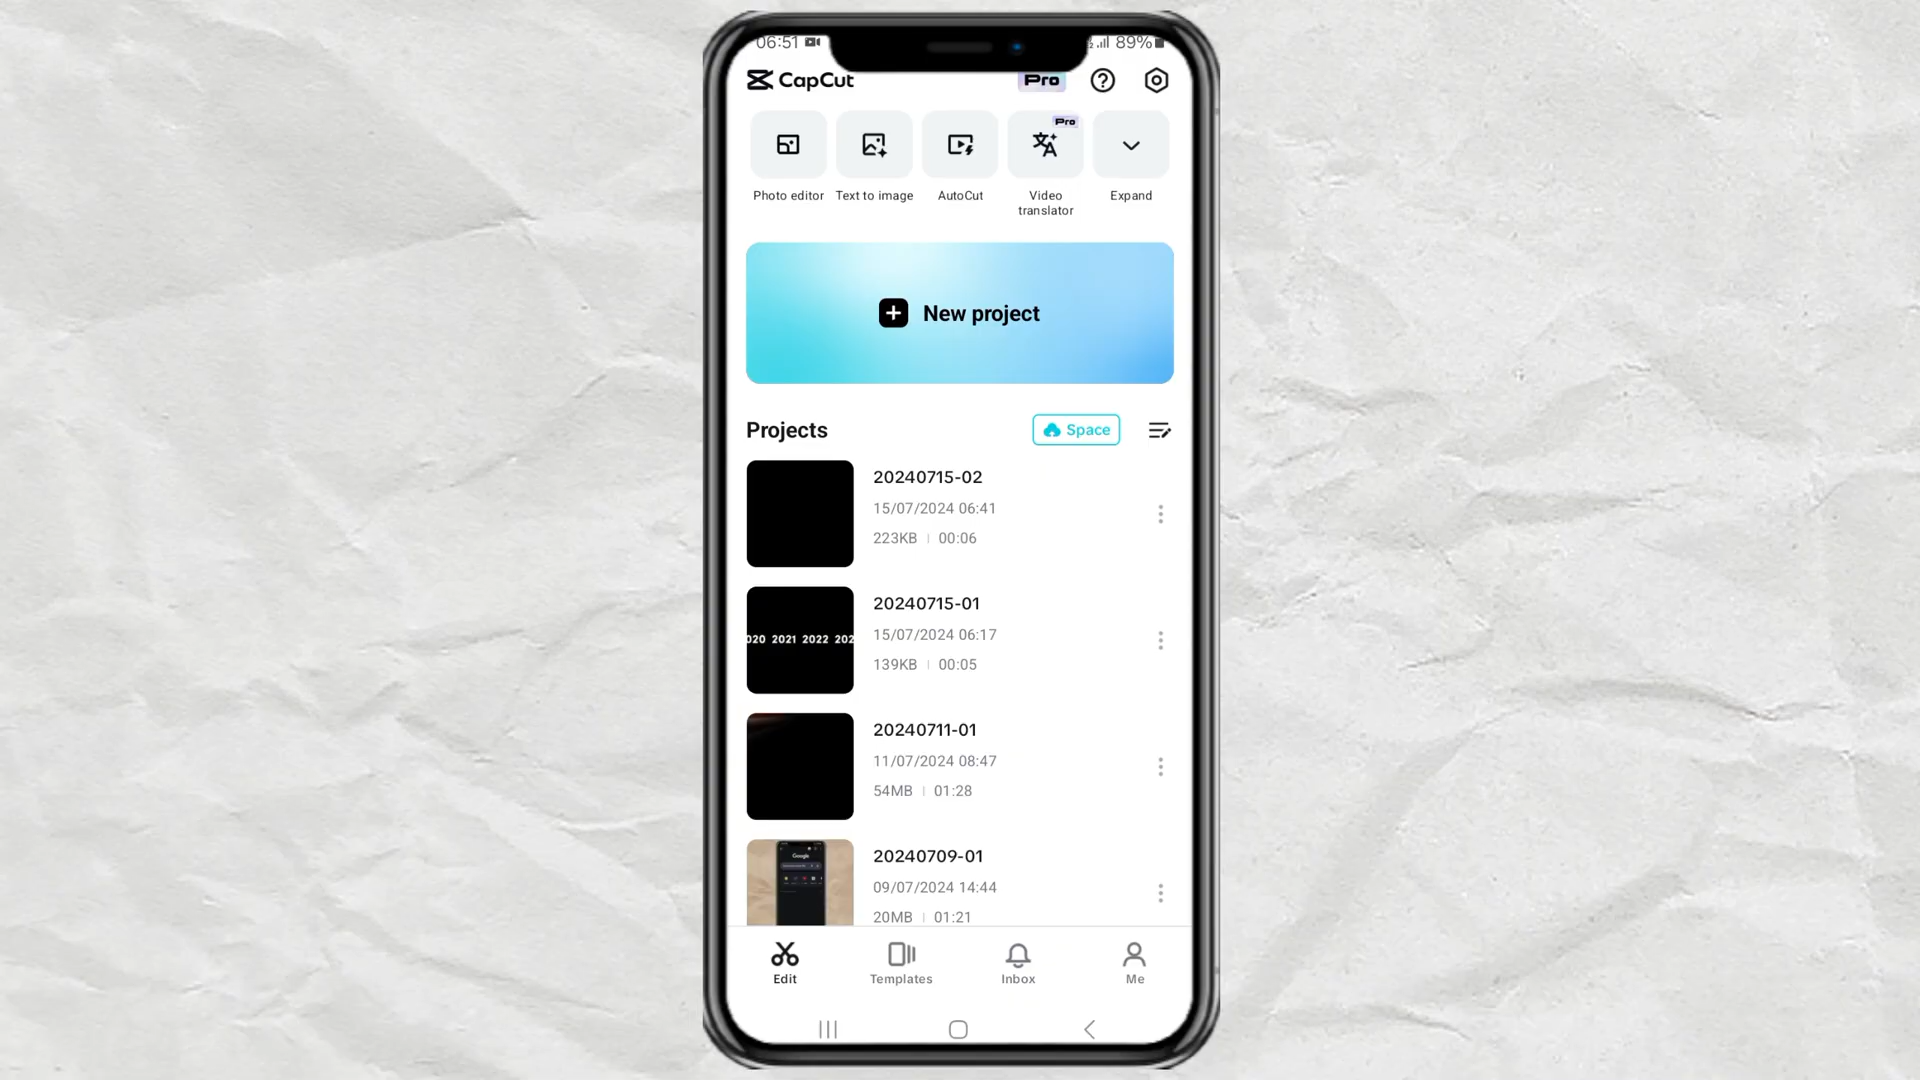 06:51 89%
CapCut Pro
Pro
Photo editor Text to image AutoCut Video translator Expand
New project
Projects Space
20240715-02
15/07/2024 06:41
223KB 00:06
020 2021 2022 202
20240715-01
15/07/2024 06:17
139KB 00:05
20240711-01
11/07/2024 08:47
54MB 01:28
Google
20240709-01
09/07/2024 14:44
20MB 01:21
Edit Templates Inbox Me